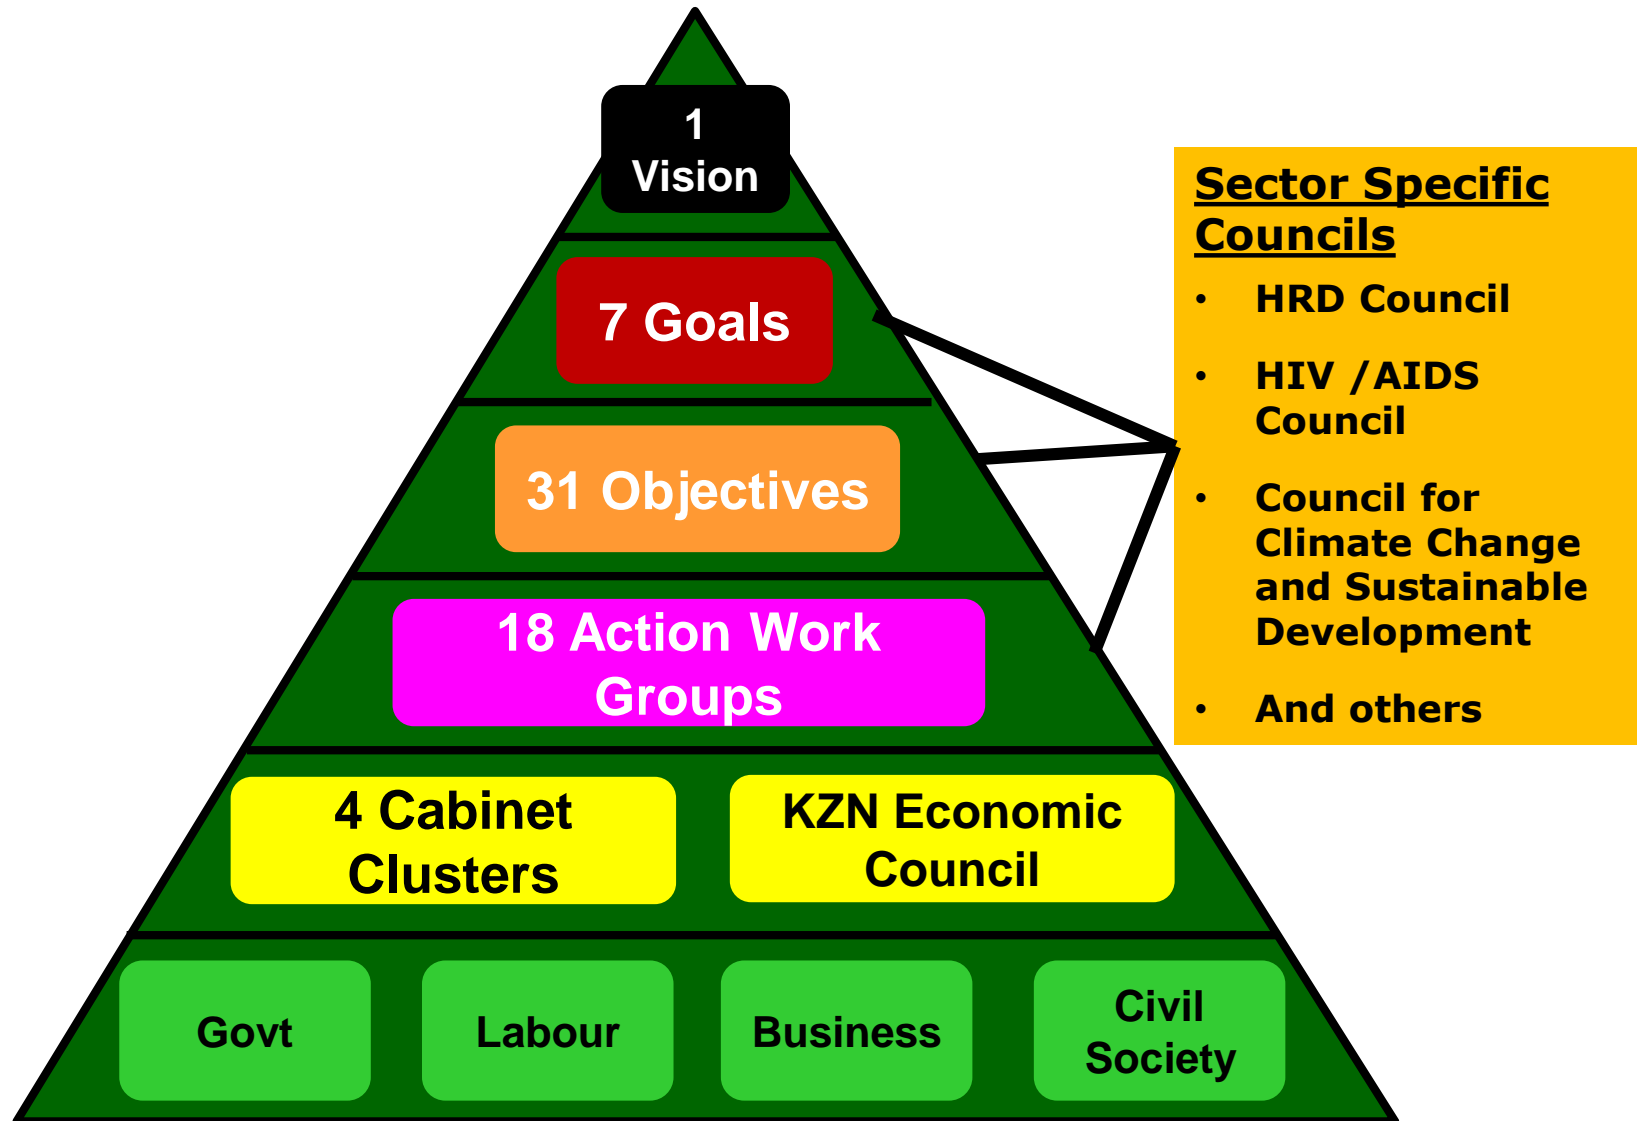 1
Vision
7 Goals
31 Objectives
18 Action Work
Groups
4 Cabinet
Clusters
KZN Economic
Council
Govt
Labour
Business
Civil
Society
Sector Specific
Councils
• HRD Council
• HIV /AIDS
Council
• Council for
Climate Change
and Sustainable
Development
• And others